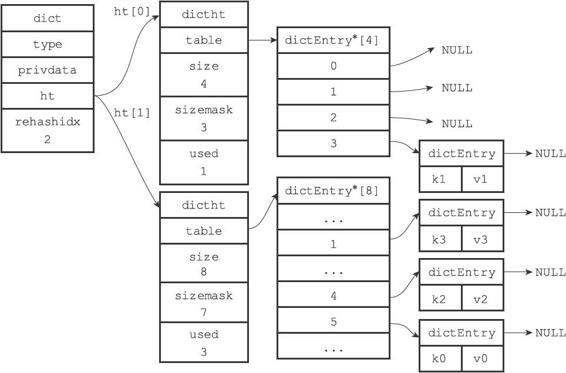 dict
type
privdata
ht
rehashidx
2
ht[0]
ht[1]
dictht
table
size
4
sizemask
3
used
1
dictEntry*[4]
0
1
2
3
NULL
NULL
NULL
dictEntry
k1 v1
NULL
dictht
table
size
8
sizemask
7
used
3
dictEntry*[8]
...
1
...
4
5
...
dictEntry
k3 v3
NULL
dictEntry
k2 v2
NULL
dictEntry
k0 v0
NULL